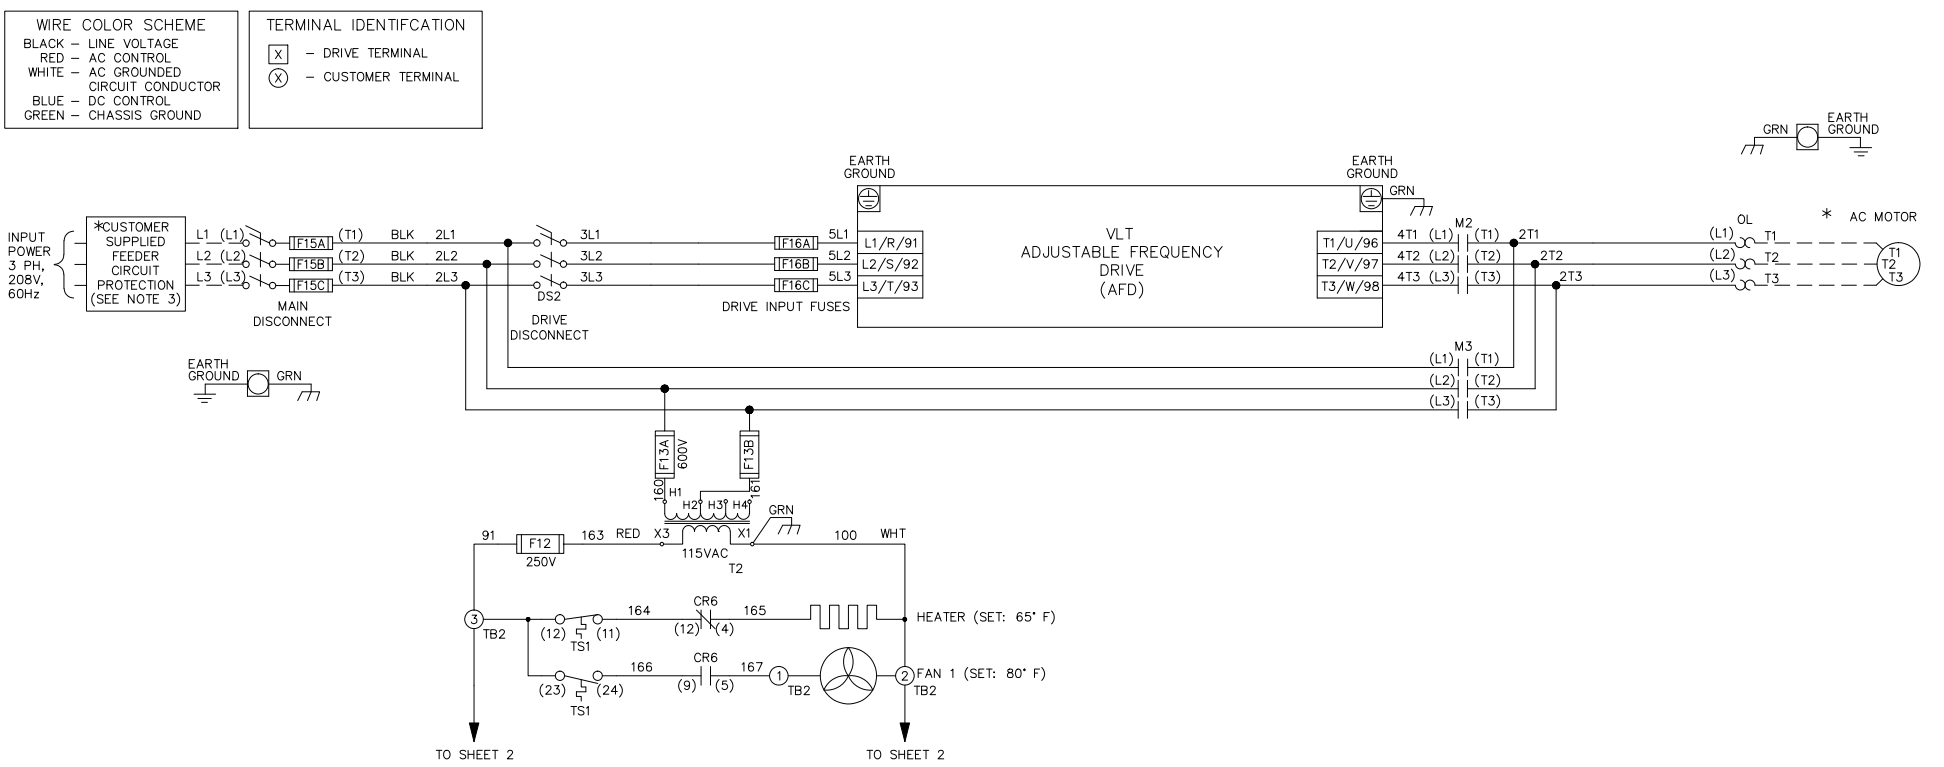 WIRE COLOR SCHEME
BLACK – LINE VOLTAGE
RED – AC CONTROL
WHITE – AC GROUNDED
CIRCUIT CONDUCTOR
BLUE – DC CONTROL
GREEN – CHASSIS GROUND
TERMINAL IDENTIFCATION
X – DRIVE TERMINAL
X – CUSTOMER TERMINAL
GRN
EARTH
GROUND
INPUT
POWER
3 PH,
208V,
60Hz
*CUSTOMER
SUPPLIED
FEEDER
CIRCUIT
PROTECTION
(SEE NOTE 3)
L1 (L1) F15A (T1) BLK 2L1
L2 (L2) F15B (T2) BLK 2L2
L3 (L3) F15C (T3) BLK 2L3
MAIN
DISCONNECT
3L1 F16A 5L1
3L2 F16B 5L2
3L3 F16C 5L3
DS2
DRIVE
DISCONNECT
DRIVE INPUT FUSES
EARTH
GROUND
L1/R/91
L2/S/92
L3/T/93
VLT
ADJUSTABLE FREQUENCY
DRIVE
(AFD)
EARTH
GROUND
GRN
T1/U/96
T2/V/97
T3/W/98
M2
4T1 (L1) (T1) 2T1
4T2 (L2) (T2) 2T2
4T3 (L3) (T3) 2T3
OL
(L1) T1
(L2) T2
(L3) T3
* AC MOTOR
T1
T2
T3
M3
(L1) (T1)
(L2) (T2)
(L3) (T3)
EARTH
GROUND
GRN
F13A
600V
F13B
160
161
H1
H2 H3 H4
GRN
91 F12 163 RED X3 X1 100 WHT
250V
115VAC
T2
3
TB2
(12) (11)
TS1
164
CR6
(12) (4)
165
HEATER (SET: 65° F)
(23) (24)
TS1
166
CR6
(9) (5)
167
1
TB2
2
TB2
FAN 1 (SET: 80° F)
TO SHEET 2
TO SHEET 2